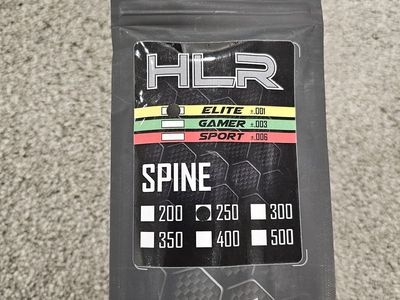 HLR
ELITE ±.001
GAMER ±.003
SPORT ±.006
SPINE
200 250 300
350 400 500